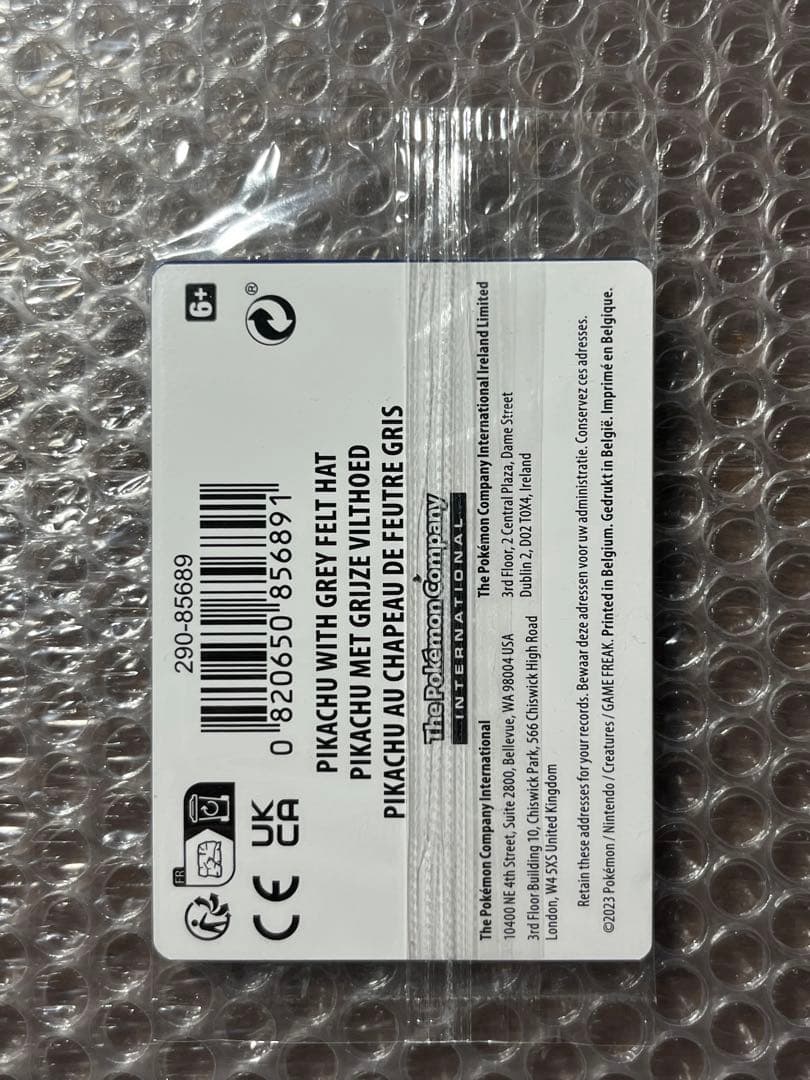 290-85689
0 820650 856891
6+
®
FR
CE
UK
CA
PIKACHU WITH GREY FELT HAT
PIKACHU MET GRIJZE VILTHOED
PIKACHU AU CHAPEAU DE FEUTRE GRIS
The Pokémon Company
INTERNATIONAL
The Pokémon Company International
10400 NE 4th Street, Suite 2800, Bellevue, WA 98004 USA
3rd Floor Building 10, Chiswick Park, 566 Chiswick High Road
London, W4 5XS United Kingdom
The Pokémon Company International Ireland Limited
3rd Floor, 2 Central Plaza, Dame Street
Dublin 2, D02 T0X4, Ireland
Retain these addresses for your records. Bewaar deze adressen voor uw administratie. Conservez ces adresses.
©2023 Pokémon / Nintendo / Creatures / GAME FREAK. Printed in Belgium. Gedrukt in België. Imprimé en Belgique.